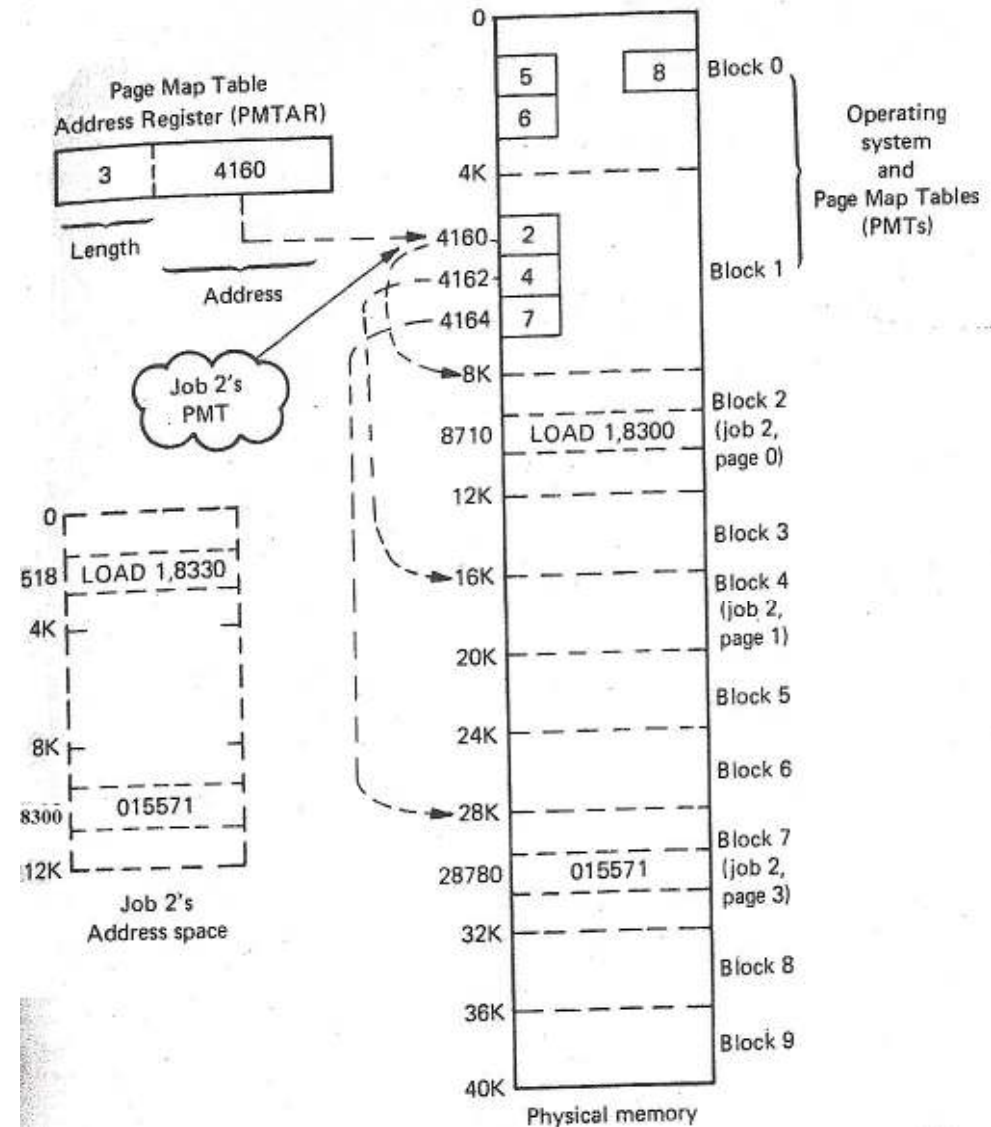 Page Map Table
Address Register (PMTAR)
3
4160
Length
Address
Job 2's
PMT
0
518
LOAD 1,8330
4K
8K
8300
015571
12K
Job 2's
Address space
0
5
8
Block 0
6
4K
4160
2
4162
4
Block 1
4164
7
8K
Operating
system
and
Page Map Tables
(PMTs)
Block 2
8710
LOAD 1,8300
(job 2,
page 0)
12K
Block 3
16K
Block 4
(job 2,
page 1)
20K
Block 5
24K
Block 6
28K
Block 7
28780
015571
(job 2,
page 3)
32K
Block 8
36K
Block 9
40K
Physical memory